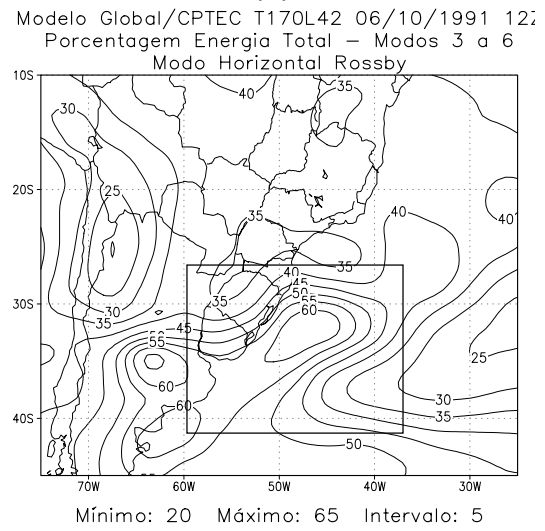 Modelo Global/CPTEC T170L42 06/10/1991 12Z
Porcentagem Energia Total – Modos 3 a 6
Modo Horizontal Rossby
10S
40
35
30
20S
25
35
40
40
35
40
30S
30
35
35
45
50
55
60
45
50
55
60
25
60
30
35
40S
50
70W 60W 50W 40W 30W
Mínimo: 20 Máximo: 65 Intervalo: 5